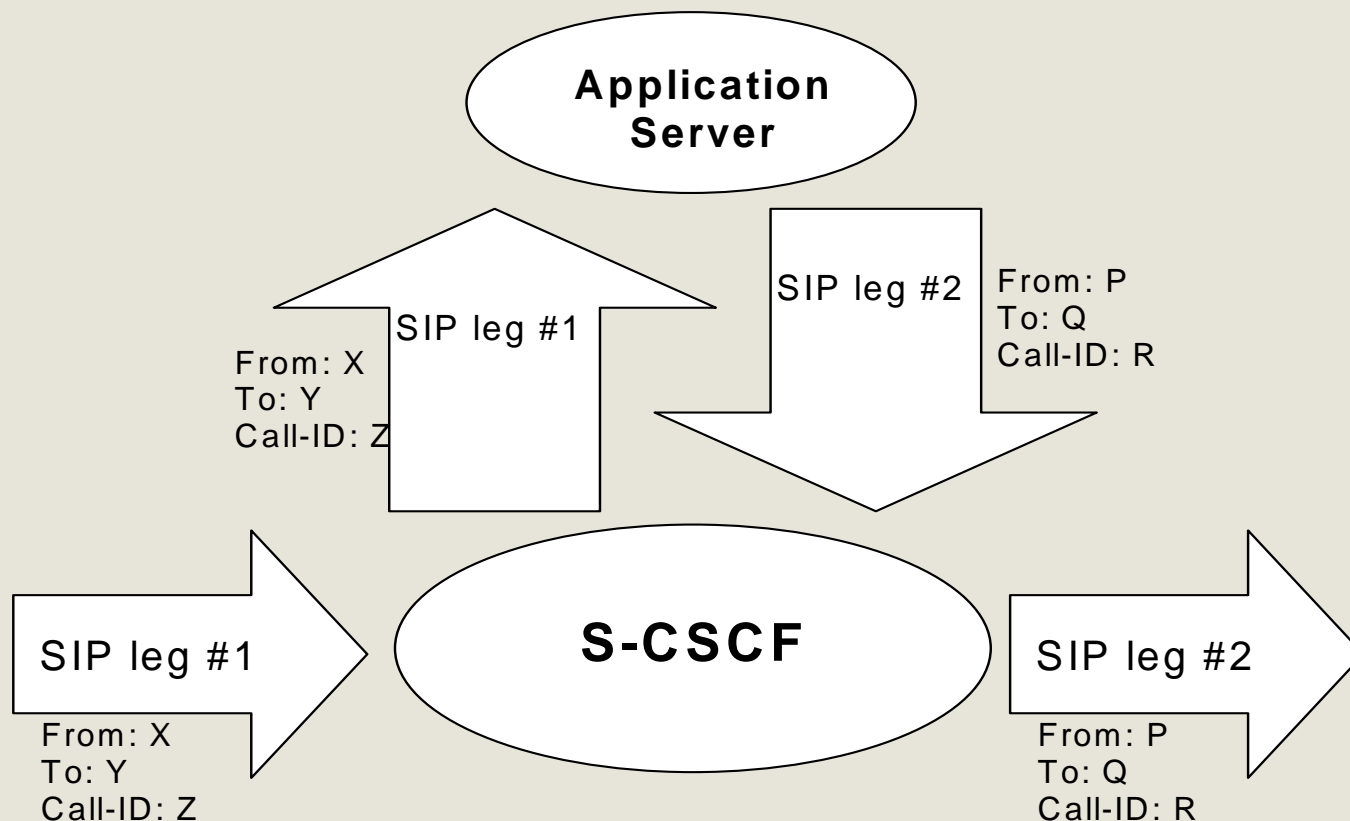 Application
Server
SIP leg #1
From: X
To: Y
Call-ID: Z
SIP leg #2
From: P
To: Q
Call-ID: R
S-CSCF
SIP leg #1
From: X
To: Y
Call-ID: Z
SIP leg #2
From: P
To: Q
Call-ID: R